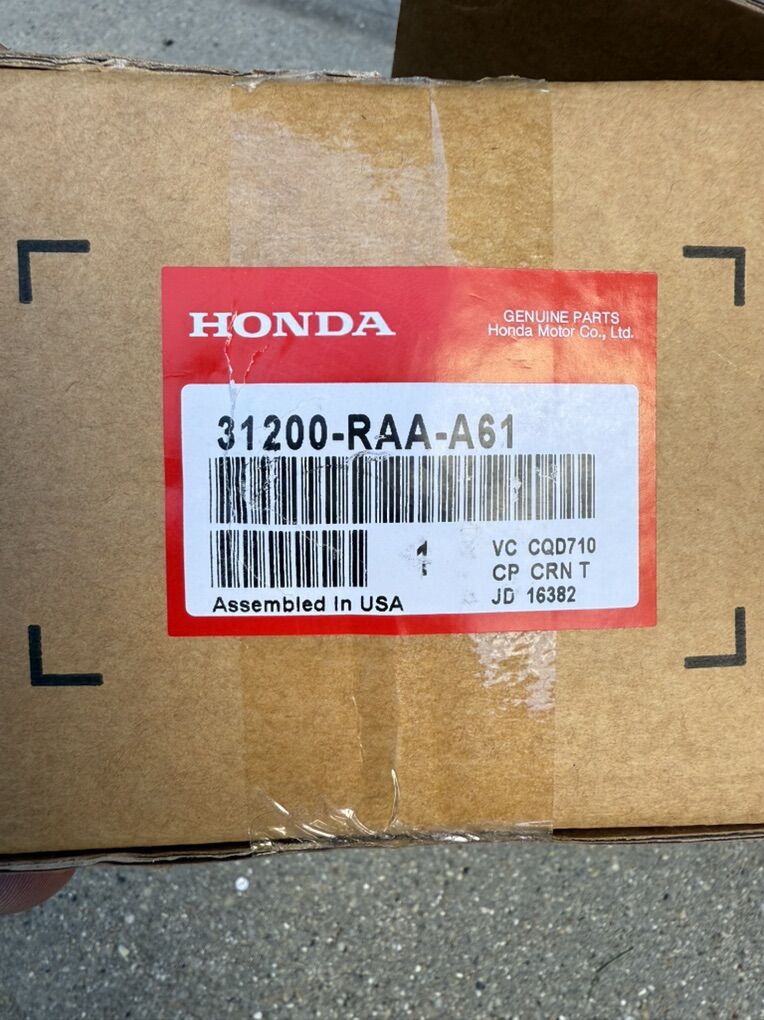 HONDA
GENUINE PARTS
Honda Motor Co., Ltd.
31200-RAA-A61
1
VC CQD710
CP CRN T
JD 16382
Assembled In USA